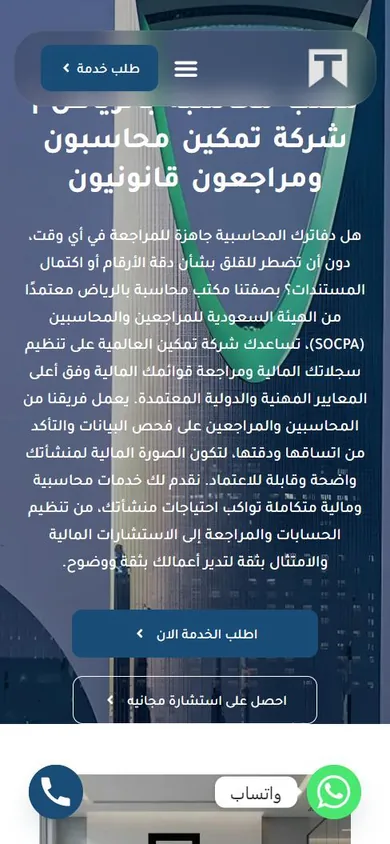 طلب خدمة
شركة تمكين محاسبون
ومراجعون قانونيون
هل دفاترك المحاسبية جاهزة للمراجعة في أي وقت،
دون أن تضطر للقلق بشأن دقة الأرقام أو اكتمال
المستندات؟ بصفتنا مكتب محاسبة بالرياض معتمدًا
من الهيئة السعودية للمراجعين والمحاسبين
(SOCPA)، تساعدك شركة تمكين العالمية على تنظيم
سجلاتك المالية ومراجعة قوائمك المالية وفق أعلى
المعايير المهنية والدولية المعتمدة. يعمل فريقنا من
المحاسبين والمراجعين على فحص البيانات والتأكد
من اتساقها ودقتها، لتكون الصورة المالية لمنشأتك
واضحة وقابلة للاعتماد. نقدم لك خدمات محاسبية
ومالية متكاملة تواكب احتياجات منشأتك، من تنظيم
الحسابات والمراجعة إلى الاستشارات المالية
والامتثال بثقة لتدير أعمالك بثقة ووضوح.
اطلب الخدمة الان
احصل على استشارة مجانيه
واتساب